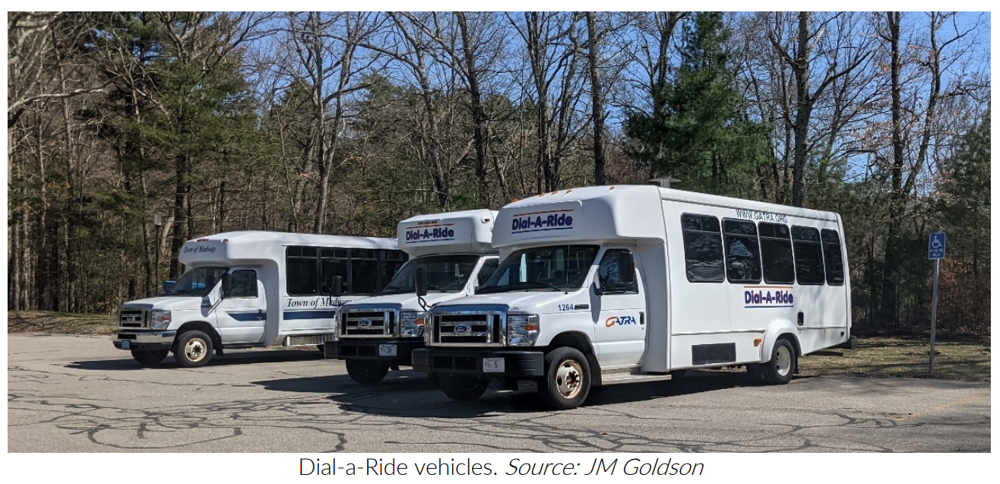 Town of Medway
Town of Medway
Dial-A-Ride
Dial-A-Ride
WWW.GATRA.ORG
Dial-A-Ride
1264
GATRA
5
Dial-a-Ride vehicles. Source: JM Goldson